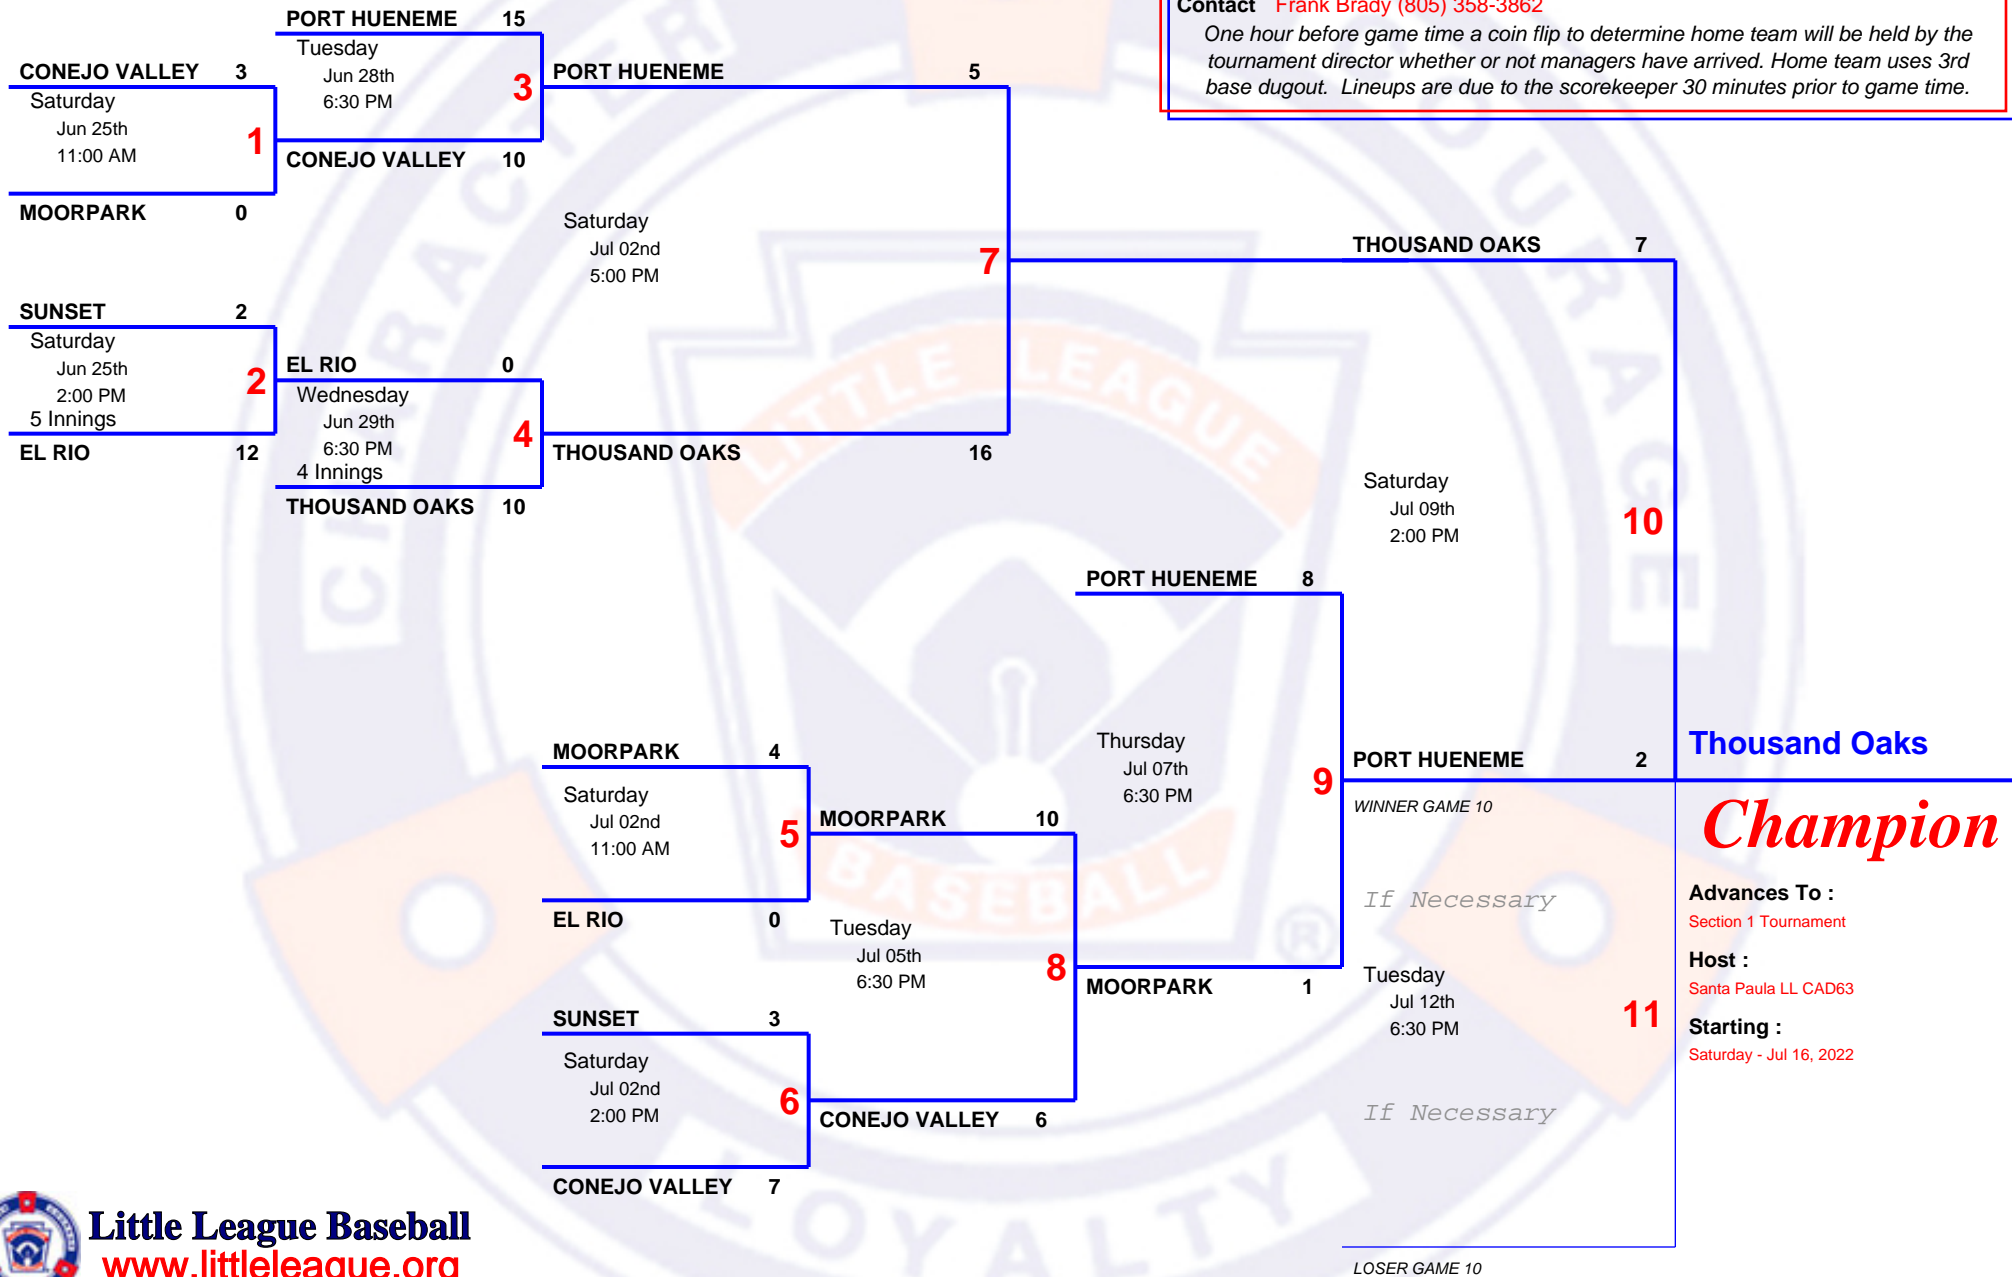 Contact Frank Brady (805) 358-3862
One hour before game time a coin flip to determine home team will be held by the
tournament director whether or not managers have arrived. Home team uses 3rd
base dugout. Lineups are due to the scorekeeper 30 minutes prior to game time.
PORT HUENEME 15
Tuesday
Jun 28th
6:30 PM
3
CONEJO VALLEY 10
CONEJO VALLEY 3
Saturday
Jun 25th
11:00 AM
1
MOORPARK 0
SUNSET 2
Saturday
Jun 25th
2:00 PM
5 Innings
2
EL RIO 12
EL RIO 0
Wednesday
Jun 29th
6:30 PM
4 Innings
4
THOUSAND OAKS 10
PORT HUENEME 5
Saturday
Jul 02nd
5:00 PM
7
THOUSAND OAKS 16
THOUSAND OAKS 7
Saturday
Jul 09th
2:00 PM
10
PORT HUENEME 2
PORT HUENEME 8
Thursday
Jul 07th
6:30 PM
9
MOORPARK 1
MOORPARK 4
Saturday
Jul 02nd
11:00 AM
5
EL RIO 0
MOORPARK 10
Tuesday
Jul 05th
6:30 PM
8
CONEJO VALLEY 6
SUNSET 3
Saturday
Jul 02nd
2:00 PM
6
CONEJO VALLEY 7
WINNER GAME 10
If Necessary
Tuesday
Jul 12th
6:30 PM
11
If Necessary
LOSER GAME 10
Thousand Oaks
Champion
Advances To :
Section 1 Tournament
Host :
Santa Paula LL CAD63
Starting :
Saturday - Jul 16, 2022
CHARACTER
COURAGE
LOYALTY
LITTLE LEAGUE
BASEBALL
®
Little League Baseball
www.littleleague.org